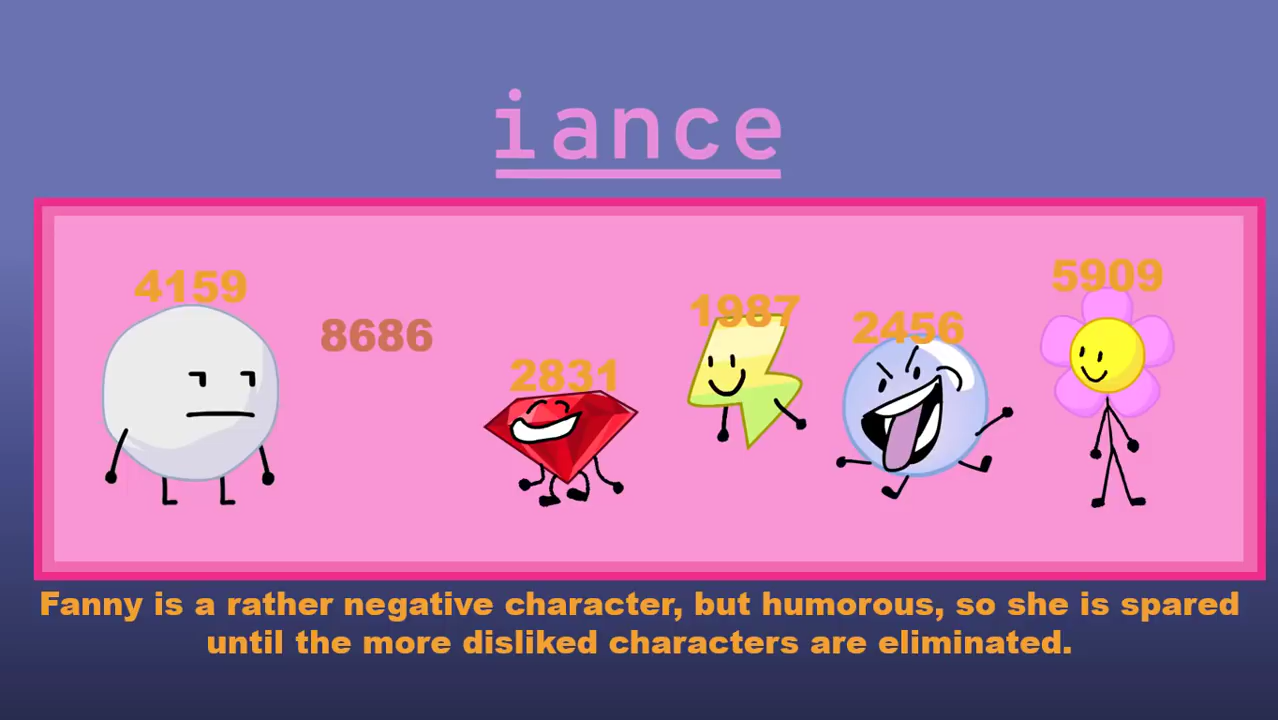 iance
4159
8686
2831
1987
2456
5909
Fanny is a rather negative character, but humorous, so she is spared
until the more disliked characters are eliminated.